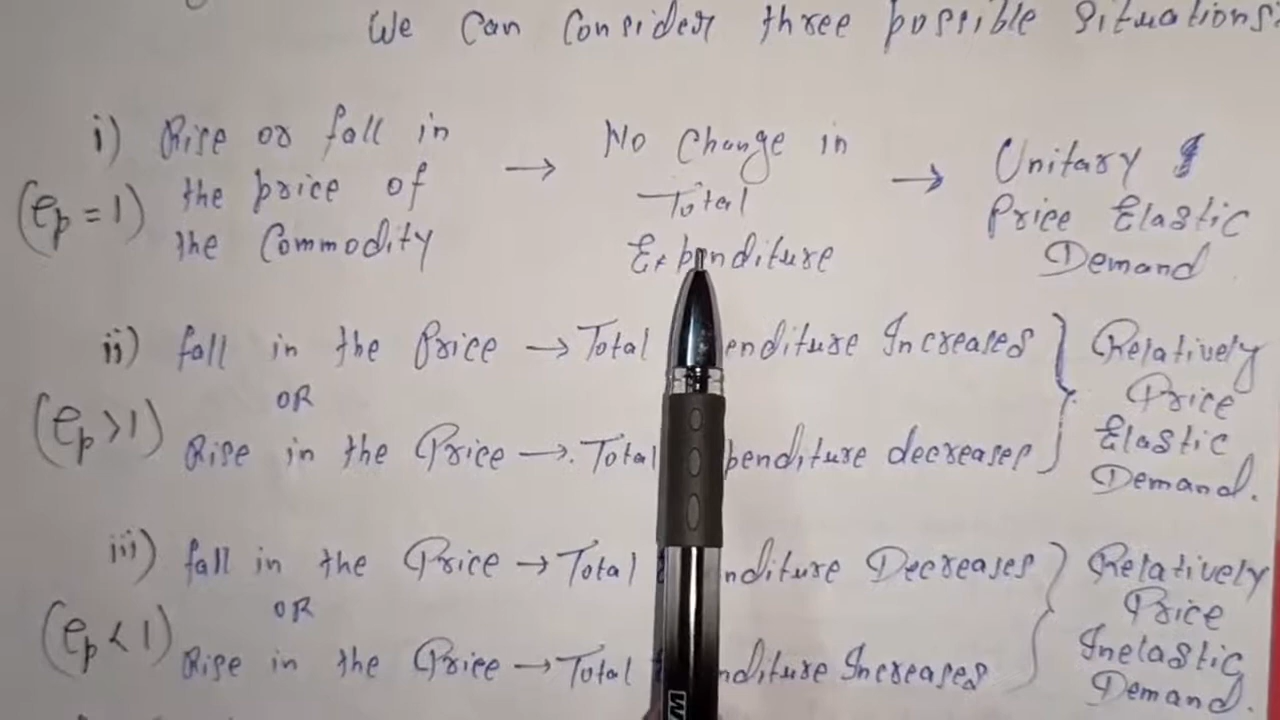 We Can Consider three possible Situations:
i) Rise or fall in
(ep = 1) the price of
the Commodity
→ No Change in
Total
Expenditure
→ Unitary
Price Elastic
Demand
ii) fall in the Price → Total enditure Increases
OR
(ep > 1) Rise in the Price → Total penditure decreases
Relatively
Price
Elastic
Demand.
iii) fall in the Price → Total nditure Decreases
OR
(ep < 1) Rise in the Price → Total nditure Increases
Relatively
Price
Inelastic
Demand.